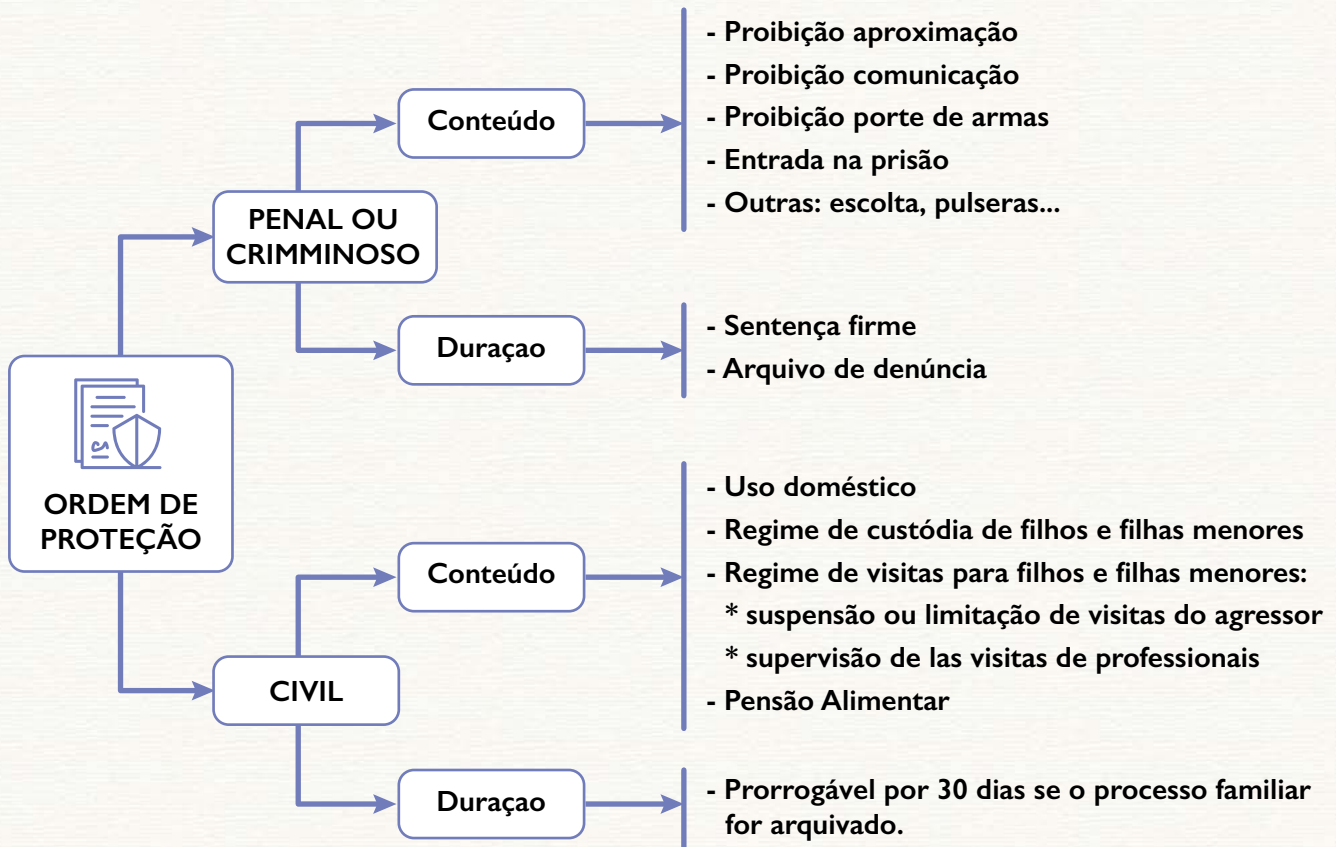 ORDEM DE
PROTEÇÃO
PENAL OU
CRIMMINOSO
Conteúdo
- Proibição aproximação
- Proibição comunicação
- Proibição porte de armas
- Entrada na prisão
- Outras: escolta, pulseras...
Duraçao
- Sentença firme
- Arquivo de denúncia
CIVIL
Conteúdo
- Uso doméstico
- Regime de custódia de filhos e filhas menores
- Regime de visitas para filhos e filhas menores:
* suspensão ou limitação de visitas do agressor
* supervisão de las visitas de professionais
- Pensão Alimentar
Duraçao
- Prorrogável por 30 dias se o processo familiar
for arquivado.